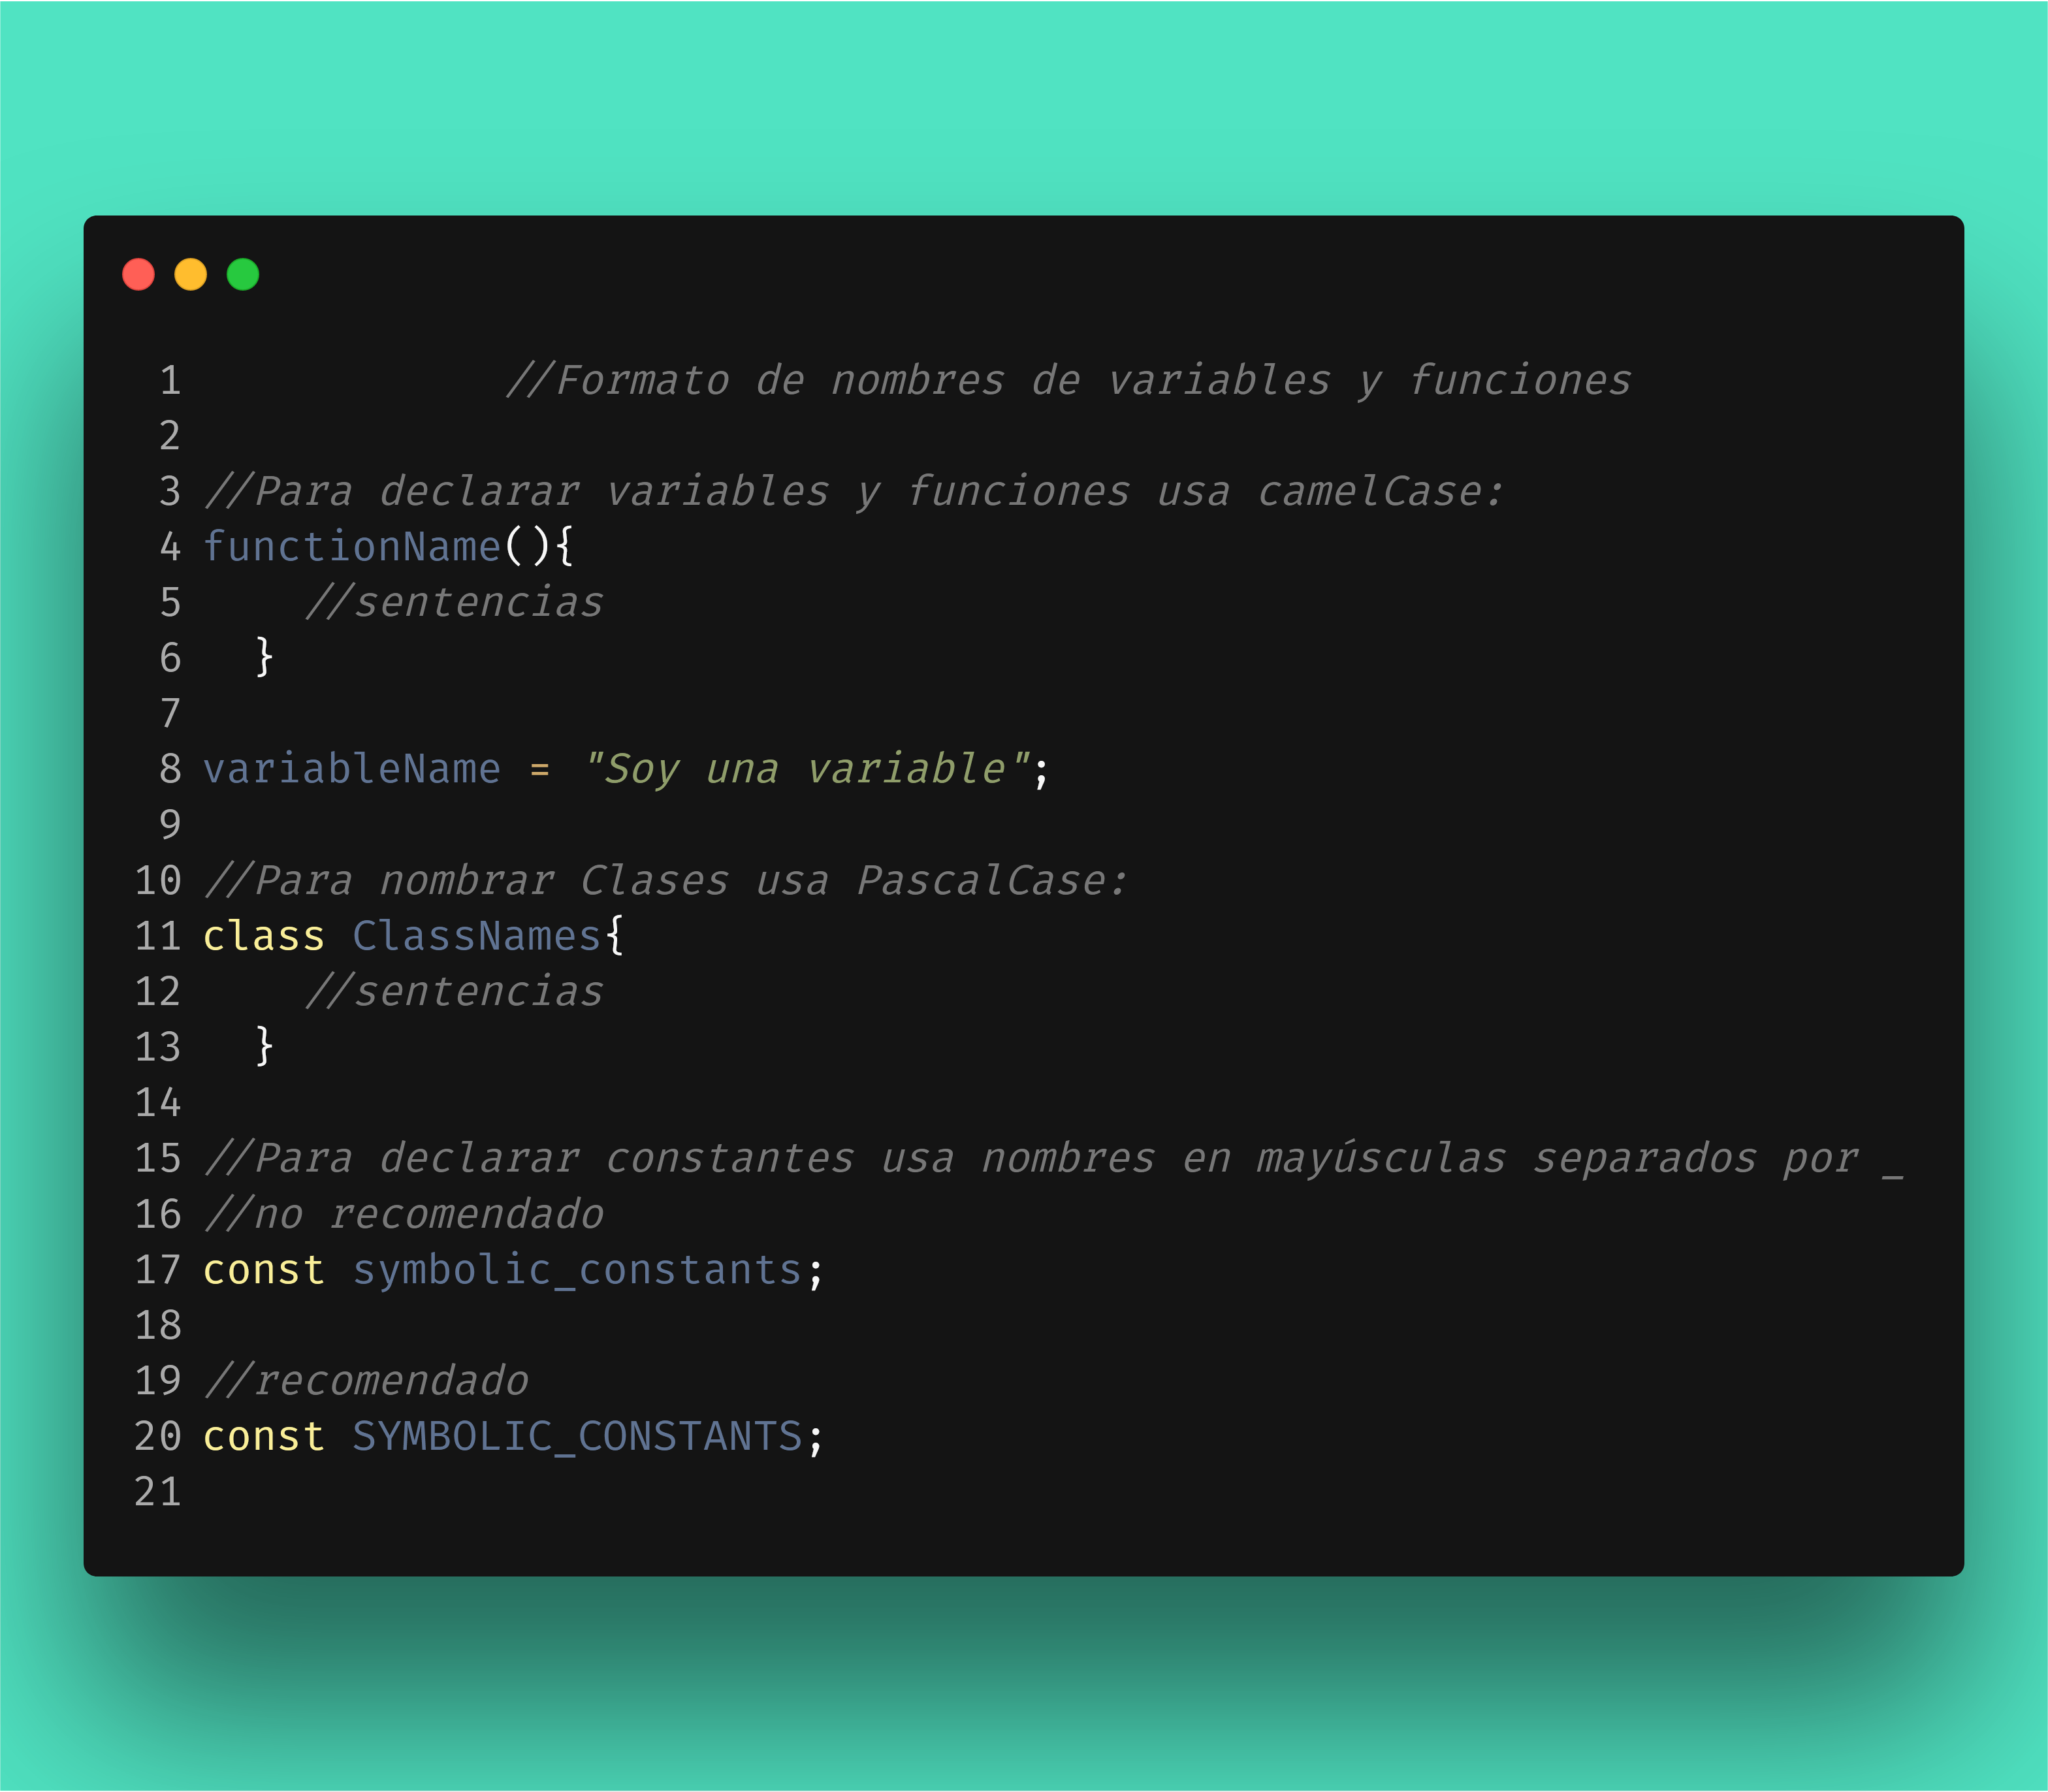 1 //Formato de nombres de variables y funciones
2
3 //Para declarar variables y funciones usa camelCase:
4 functionName(){
5 //sentencias
6 }
7
8 variableName = "Soy una variable";
9
10 //Para nombrar Clases usa PascalCase:
11 class ClassNames{
12 //sentencias
13 }
14
15 //Para declarar constantes usa nombres en mayúsculas separados por _
16 //no recomendado
17 const symbolic_constants;
18
19 //recomendado
20 const SYMBOLIC_CONSTANTS;
21